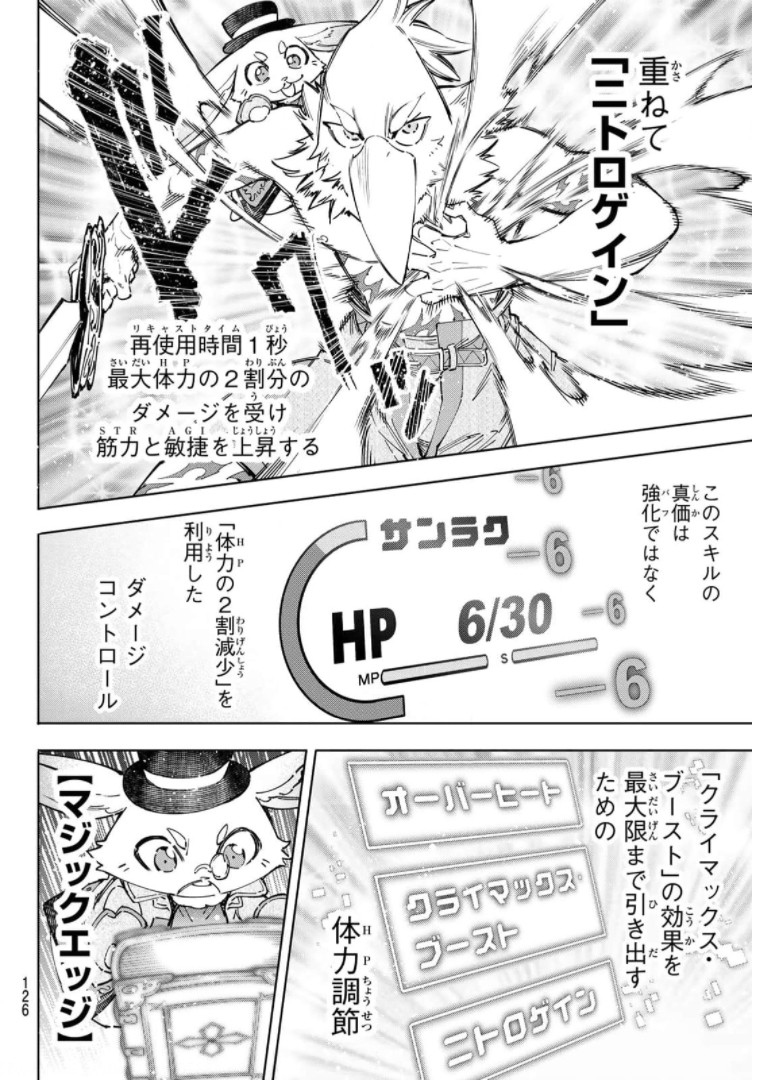 重ねて
「ニトロゲイン」
再使用時間1秒
最大体力の2割分の
ダメージを受け
筋力と敏捷を上昇する
このスキルの
真価は
強化ではなく
-6
サンラク
-6
HP 6/30
-6
MP
S
-6
「体力の2割減少」を
利用した
ダメージ
コントロール
「クライマックス・
ブースト」の効果を
最大限まで引き出す
ための
オーバーヒート
クライマックス・
ブースト
ニトロゲイン
体力調節
【マジックエッジ】
126